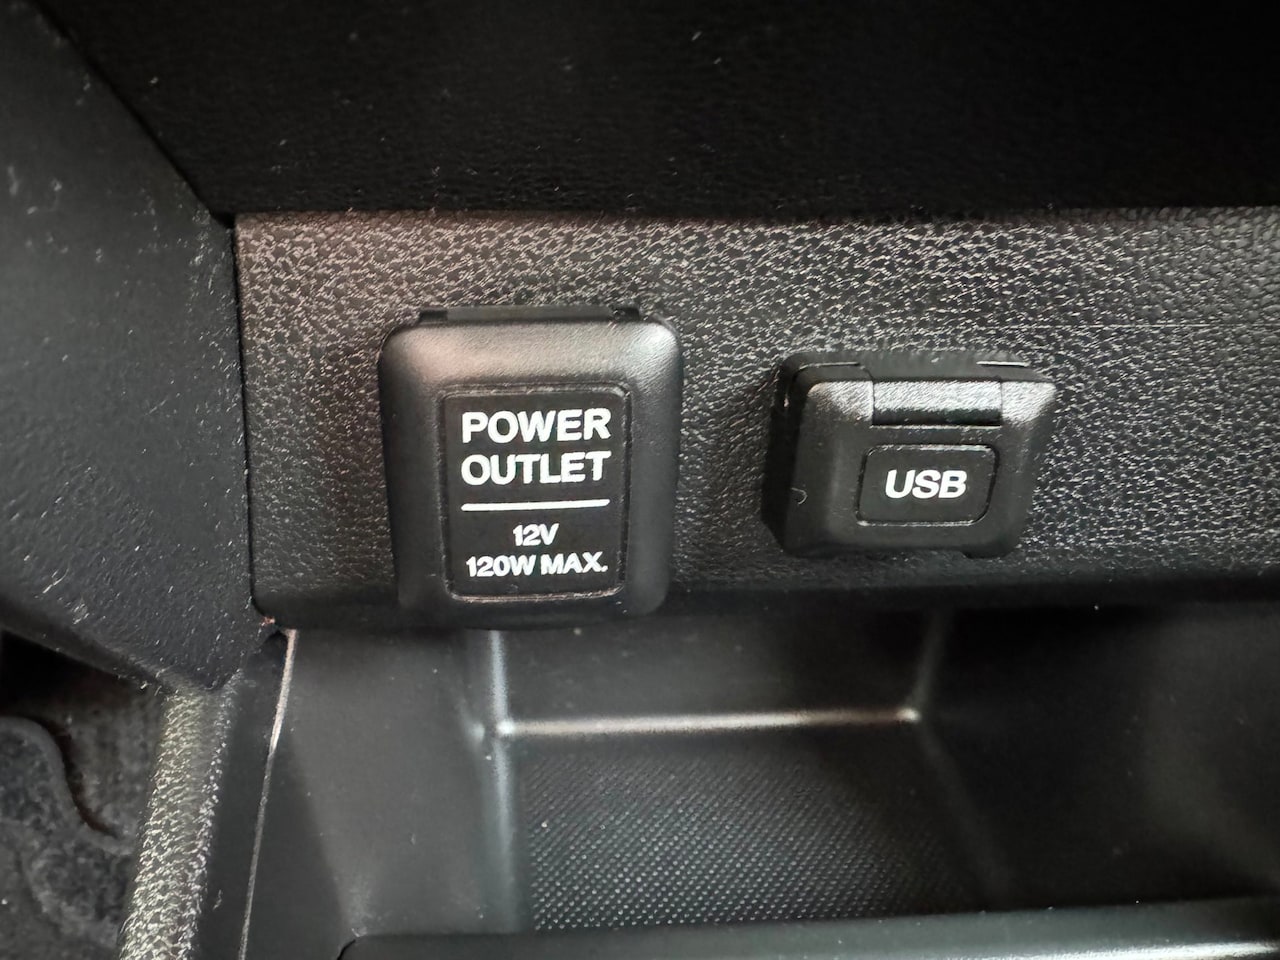 POWER
OUTLET
12V
120W MAX.
USB